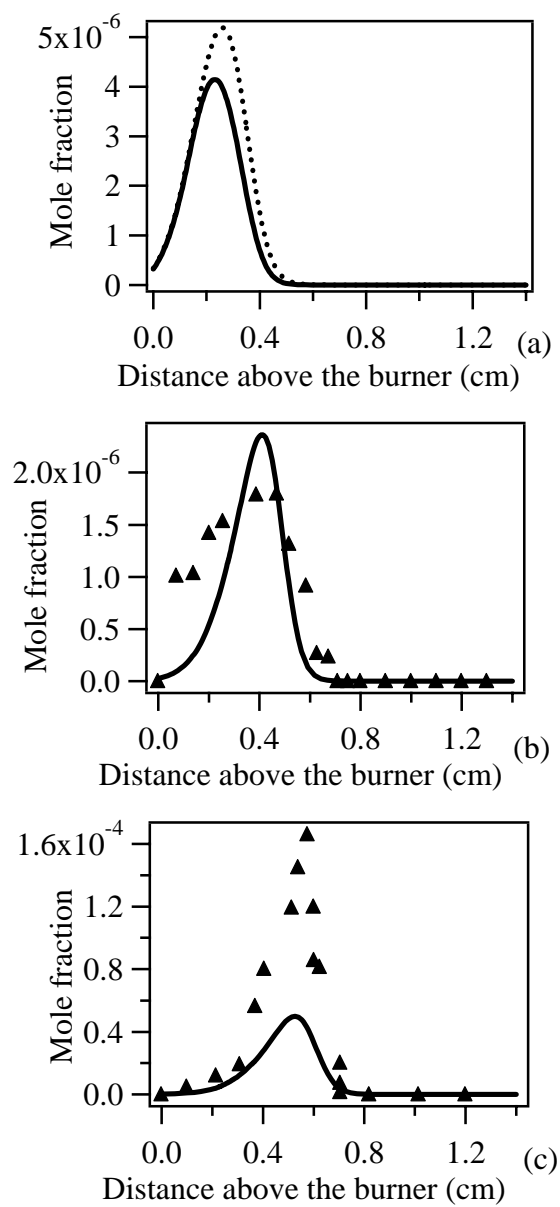 5x10⁻⁶
4
3
2
1
0
Mole fraction
0.0 0.4 0.8 1.2 (a)
Distance above the burner (cm)
2.0x10⁻⁶
1.5
1.0
0.5
0.0
Mole fraction
0.0 0.4 0.8 1.2 (b)
Distance above the burner (cm)
1.6x10⁻⁴
1.2
0.8
0.4
0.0
Mole fraction
0.0 0.4 0.8 1.2 (c)
Distance above the burner (cm)